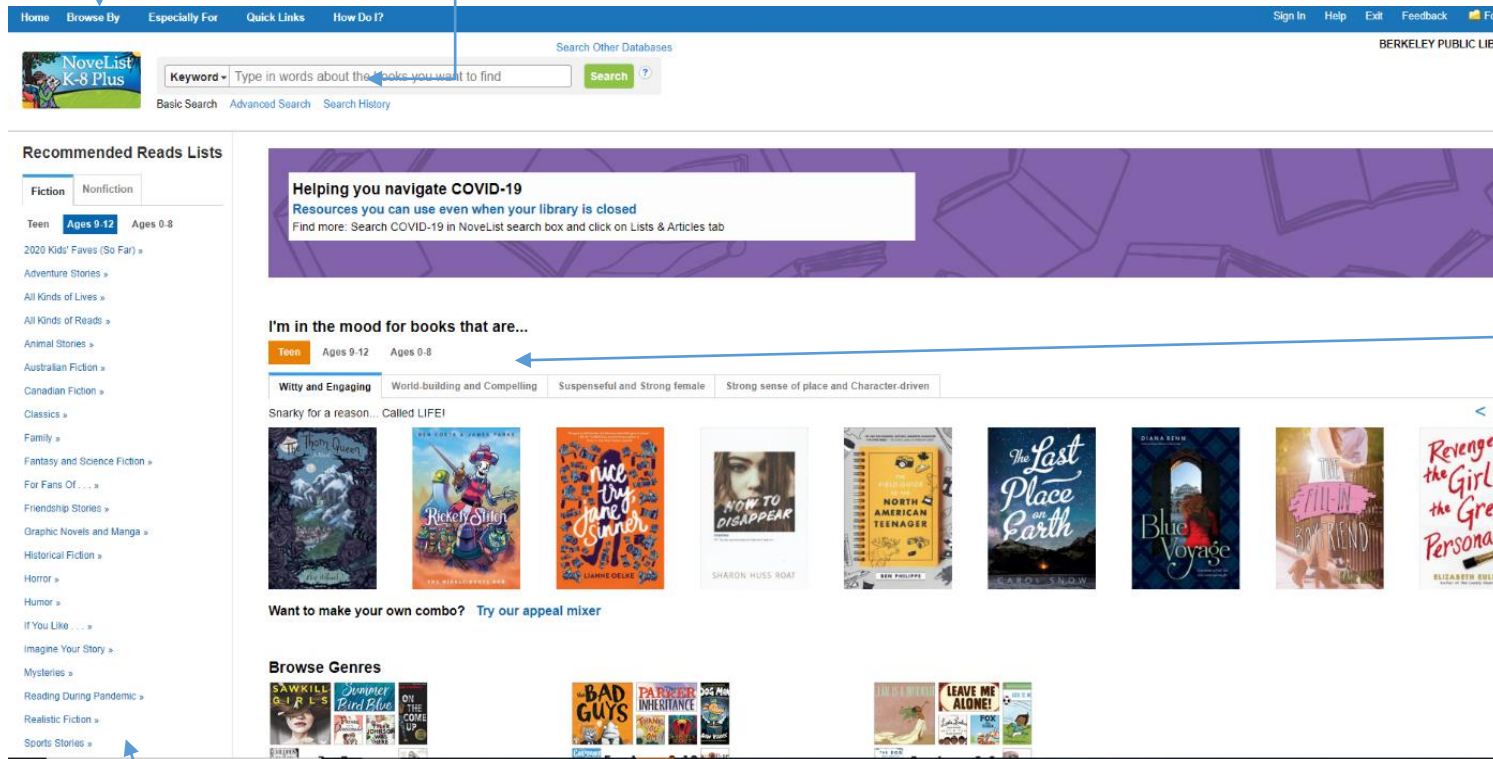 Home Browse By Especially For Quick Links How Do I?
Sign In Help Exit Feedback
Search Other Databases
BERKELEY PUBLIC
NoveList
K-8 Plus
Keyword Type in words about the books you want to find Search ?
Basic Search Advanced Search Search History
Recommended Reads Lists
Fiction Nonfiction
Teen Ages 9-12 Ages 0-8
2020 Kids' Faves (So Far) »
Adventure Stories »
All Kinds of Lives »
All Kinds of Reads »
Animal Stories »
Australian Fiction »
Canadian Fiction »
Classics »
Family »
Fantasy and Science Fiction »
For Fans Of . . . »
Friendship Stories »
Graphic Novels and Manga »
Historical Fiction »
Horror »
Humor »
If You Like . . . »
Imagine Your Story »
Mysteries »
Reading During Pandemic »
Realistic Fiction »
Sports Stories »
Helping you navigate COVID-19
Resources you can use even when your library is closed
Find more: Search COVID-19 in NoveList search box and click on Lists & Articles tab
I'm in the mood for books that are...
Teen Ages 9-12 Ages 0-8
Witty and Engaging World-building and Compelling Suspenseful and Strong female Strong sense of place and Character-driven
Snarky for a reason... Called LIFE!
<
The Thorn Queen
Rickety Stitch
nice
try,
jane
sinner
LIANNE OELKE
HOW TO
DISAPPEAR
SHARON HUSS ROAT
THE
FIELD GUIDE
TO THE
NORTH
AMERICAN
TEENAGER
BEN PHILIPPE
The Last
Place
on
Earth
CAROL SNOW
DIANA RENN
Blue
Voyage
THE
FILL-IN
BOYFRIEND
Revenge
the Girl
the
ELIZABETH
Want to make your own combo? Try our appeal mixer
Browse Genres
SAWKILL
GIRLS
Summer
Bird Blue
ON
THE
COME
UP
the BAD
GUYS
PARKER
INHERITANCE
DOG MAN
LEAVE ME
ALONE!
FOX